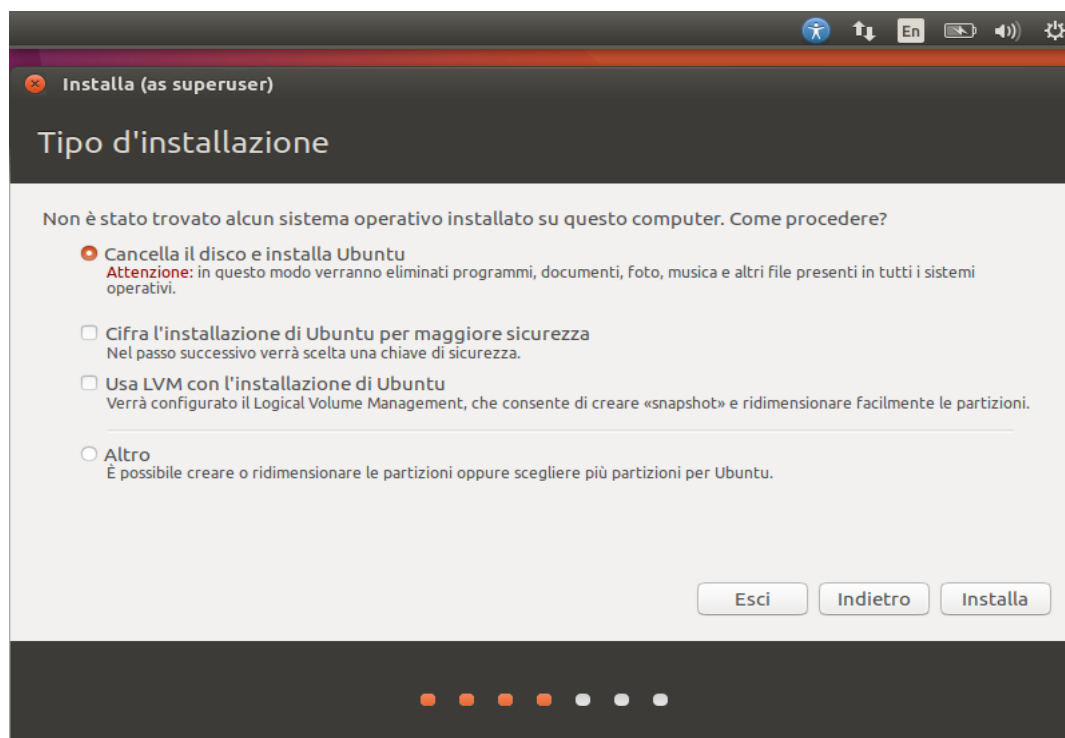 En
Installa (as superuser)
Tipo d'installazione
Non è stato trovato alcun sistema operativo installato su questo computer. Come procedere?
Cancella il disco e installa Ubuntu
Attenzione: in questo modo verranno eliminati programmi, documenti, foto, musica e altri file presenti in tutti i sistemi
operativi.
Cifra l'installazione di Ubuntu per maggiore sicurezza
Nel passo successivo verrà scelta una chiave di sicurezza.
Usa LVM con l'installazione di Ubuntu
Verrà configurato il Logical Volume Management, che consente di creare «snapshot» e ridimensionare facilmente le partizioni.
Altro
È possibile creare o ridimensionare le partizioni oppure scegliere più partizioni per Ubuntu.
Esci Indietro Installa